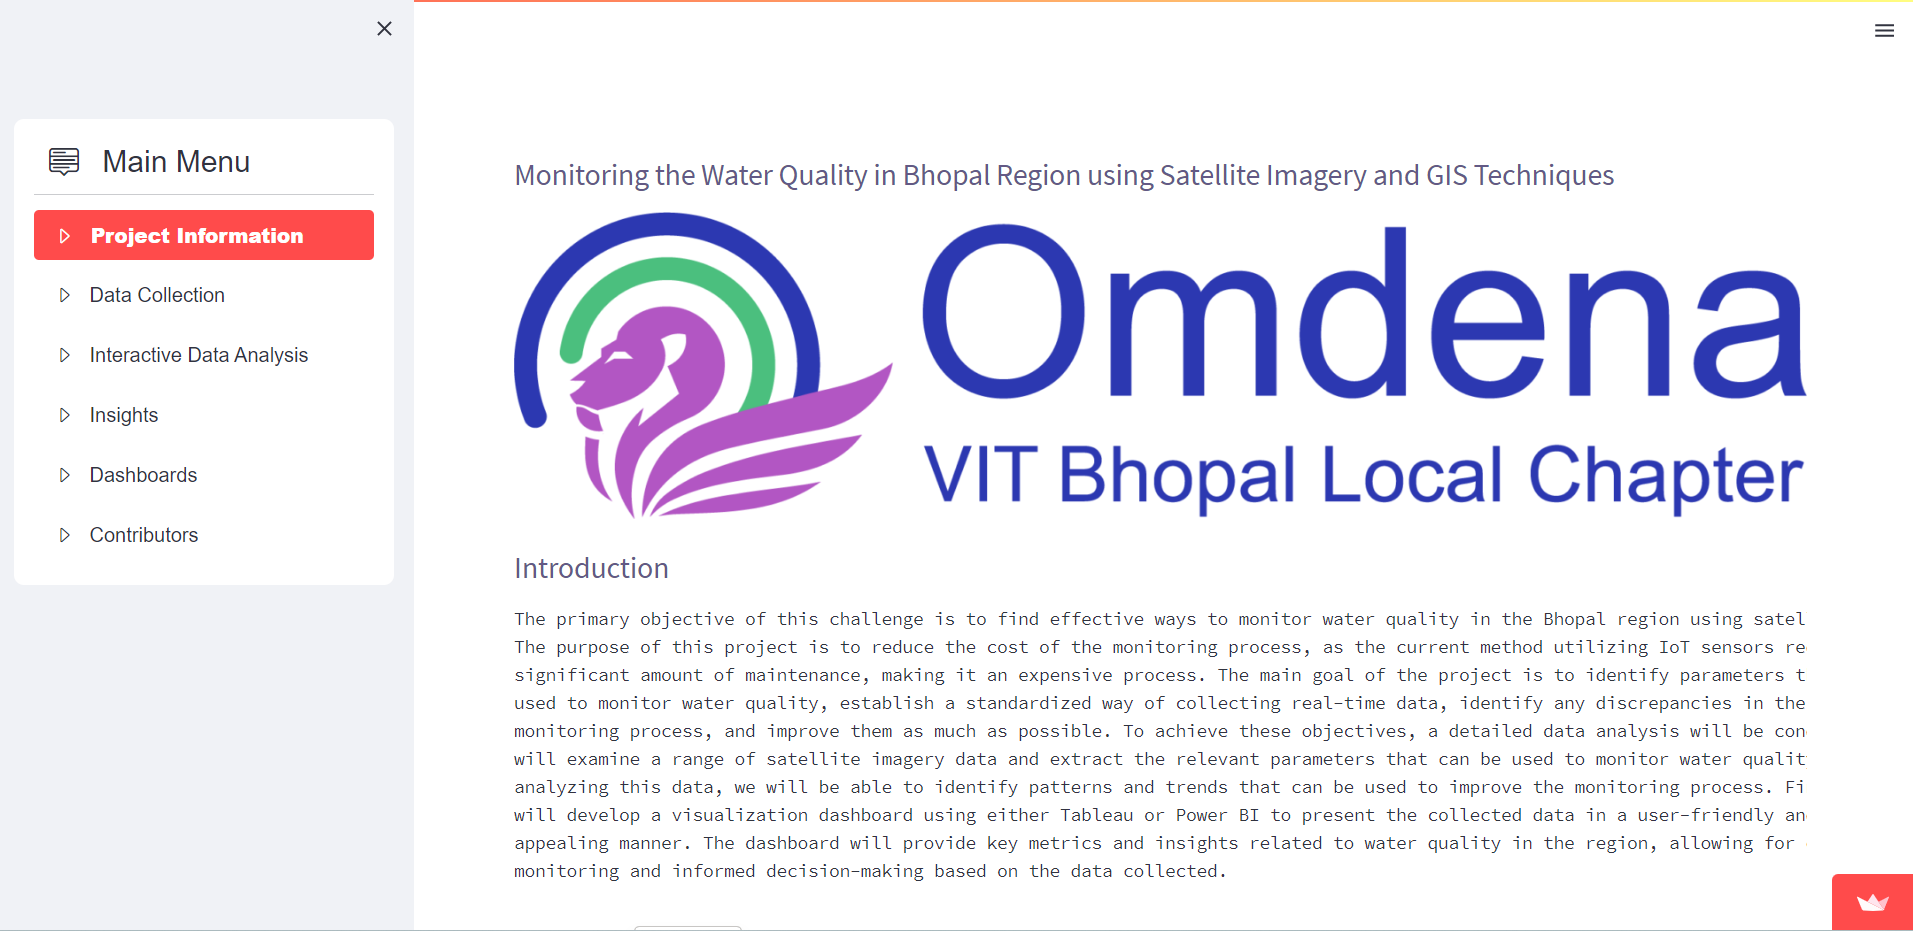 Main Menu
Project Information
Data Collection
Interactive Data Analysis
Insights
Dashboards
Contributors
Monitoring the Water Quality in Bhopal Region using Satellite Imagery and GIS Techniques
Omdena
VIT Bhopal Local Chapter
Introduction
The primary objective of this challenge is to find effective ways to monitor water quality in the Bhopal region using satel
The purpose of this project is to reduce the cost of the monitoring process, as the current method utilizing IoT sensors re
significant amount of maintenance, making it an expensive process. The main goal of the project is to identify parameters t
used to monitor water quality, establish a standardized way of collecting real-time data, identify any discrepancies in the
monitoring process, and improve them as much as possible. To achieve these objectives, a detailed data analysis will be con
will examine a range of satellite imagery data and extract the relevant parameters that can be used to monitor water qualit
analyzing this data, we will be able to identify patterns and trends that can be used to improve the monitoring process. Fi
will develop a visualization dashboard using either Tableau or Power BI to present the collected data in a user-friendly an
appealing manner. The dashboard will provide key metrics and insights related to water quality in the region, allowing for
monitoring and informed decision-making based on the data collected.